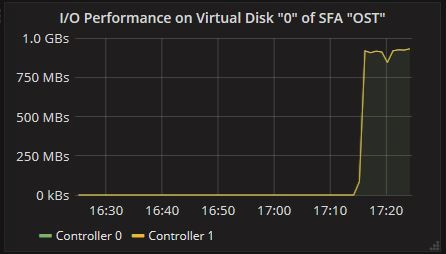 I/O Performance on Virtual Disk "0" of SFA "OST"
1.0 GBs
750 MBs
500 MBs
250 MBs
0 kBs
16:30 16:40 16:50 17:00 17:10 17:20
Controller 0 Controller 1